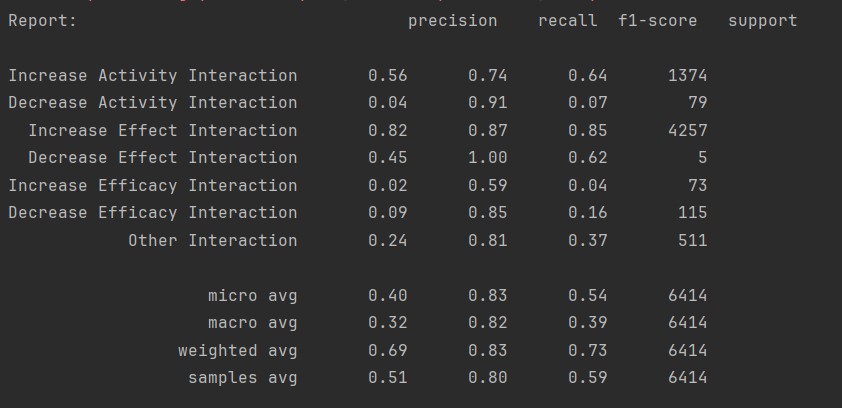 Report: precision recall f1-score support
Increase Activity Interaction 0.56 0.74 0.64 1374
Decrease Activity Interaction 0.04 0.91 0.07 79
Increase Effect Interaction 0.82 0.87 0.85 4257
Decrease Effect Interaction 0.45 1.00 0.62 5
Increase Efficacy Interaction 0.02 0.59 0.04 73
Decrease Efficacy Interaction 0.09 0.85 0.16 115
Other Interaction 0.24 0.81 0.37 511
micro avg 0.40 0.83 0.54 6414
macro avg 0.32 0.82 0.39 6414
weighted avg 0.69 0.83 0.73 6414
samples avg 0.51 0.80 0.59 6414